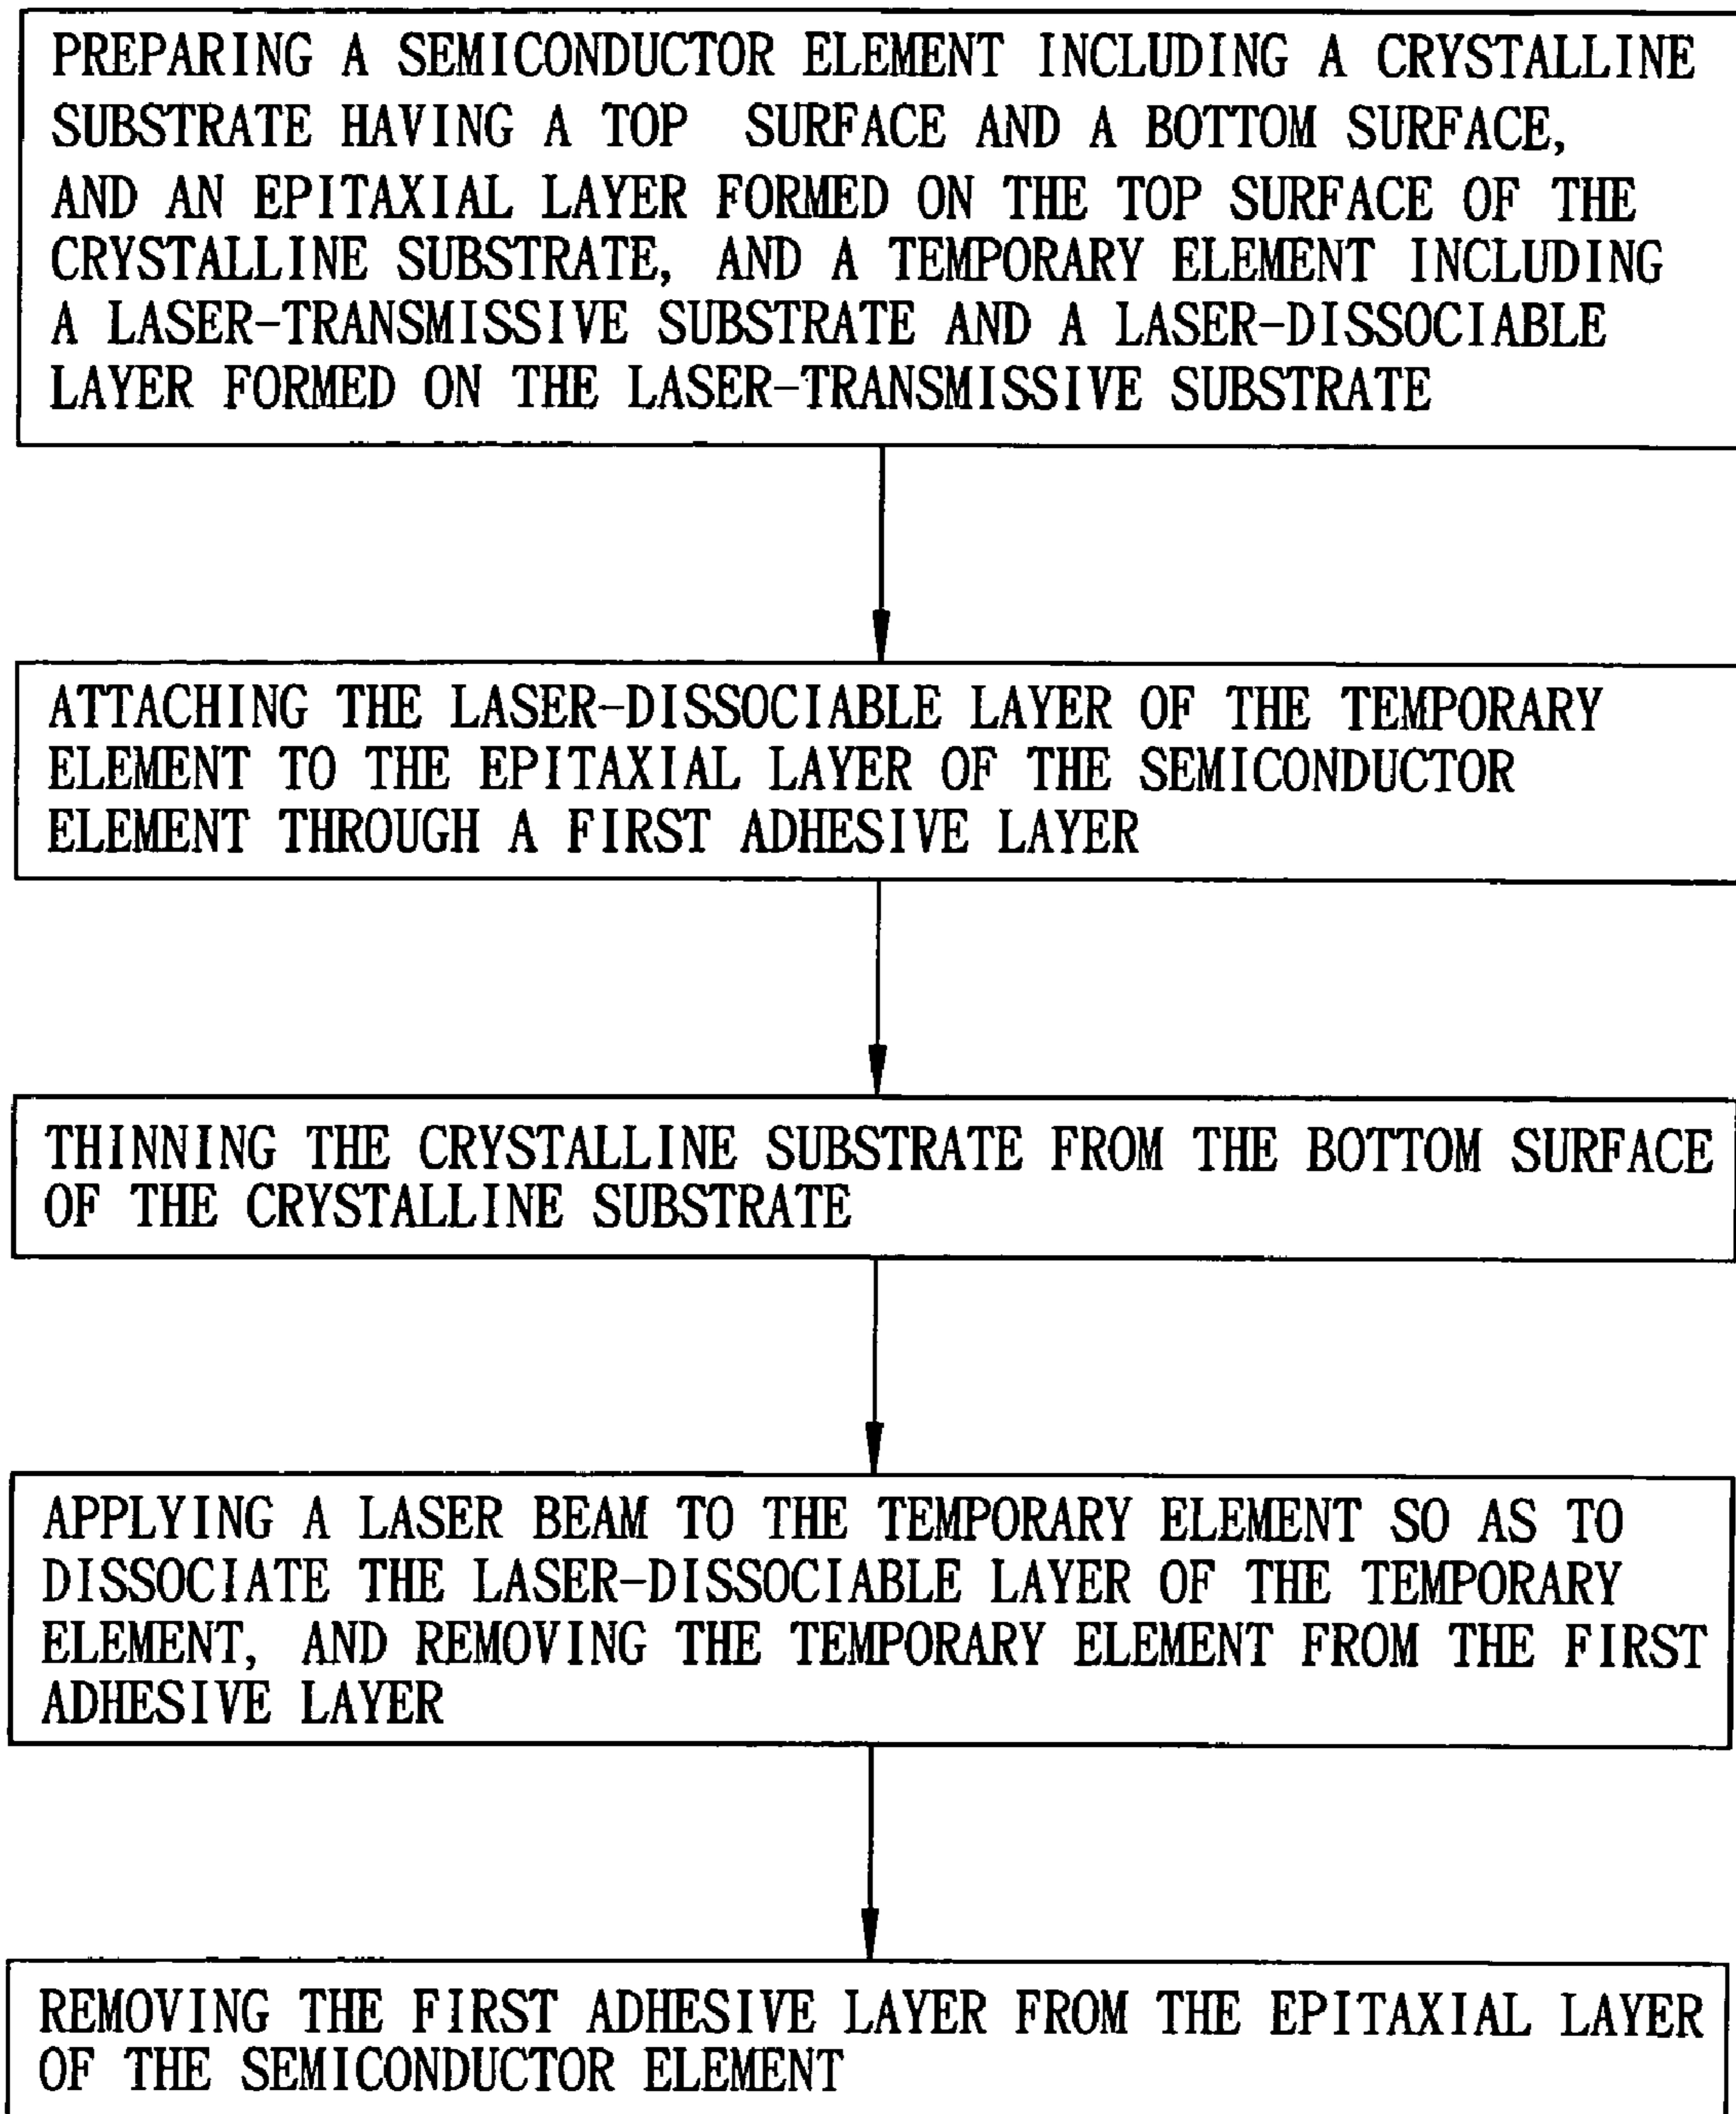 PREPARING A SEMICONDUCTOR ELEMENT INCLUDING A CRYSTALLINE
SUBSTRATE HAVING A TOP SURFACE AND A BOTTOM SURFACE,
AND AN EPITAXIAL LAYER FORMED ON THE TOP SURFACE OF THE
CRYSTALLINE SUBSTRATE, AND A TEMPORARY ELEMENT INCLUDING
A LASER-TRANSMISSIVE SUBSTRATE AND A LASER-DISSOCIABLE
LAYER FORMED ON THE LASER-TRANSMISSIVE SUBSTRATE
ATTACHING THE LASER-DISSOCIABLE LAYER OF THE TEMPORARY
ELEMENT TO THE EPITAXIAL LAYER OF THE SEMICONDUCTOR
ELEMENT THROUGH A FIRST ADHESIVE LAYER
THINNING THE CRYSTALLINE SUBSTRATE FROM THE BOTTOM SURFACE
OF THE CRYSTALLINE SUBSTRATE
APPLYING A LASER BEAM TO THE TEMPORARY ELEMENT SO AS TO
DISSOCIATE THE LASER-DISSOCIABLE LAYER OF THE TEMPORARY
ELEMENT, AND REMOVING THE TEMPORARY ELEMENT FROM THE FIRST
ADHESIVE LAYER
REMOVING THE FIRST ADHESIVE LAYER FROM THE EPITAXIAL LAYER
OF THE SEMICONDUCTOR ELEMENT